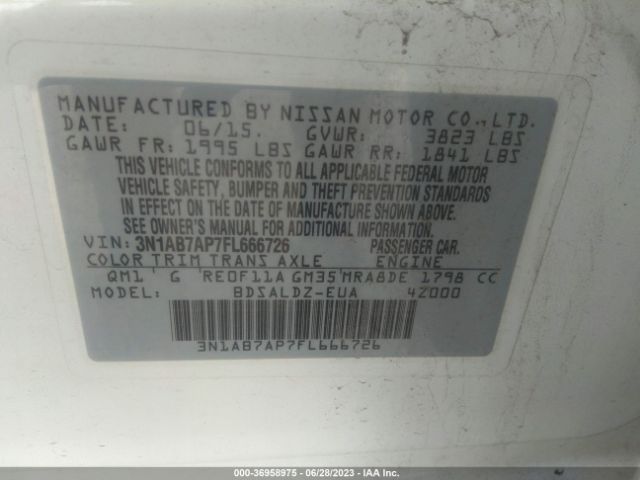 MANUFACTURED BY NISSAN MOTOR CO., LTD.
DATE: 06/15. GVWR: 3823 LBS
GAWR FR: 1995 LBS GAWR RR: 1841 LBS
THIS VEHICLE CONFORMS TO ALL APPLICABLE FEDERAL MOTOR
VEHICLE SAFETY, BUMPER AND THEFT PREVENTION STANDARDS
IN EFFECT ON THE DATE OF MANUFACTURE SHOWN ABOVE.
SEE OWNER'S MANUAL FOR ADDITIONAL INFORMATION.
VIN: 3N1AB7AP7FL666726 PASSENGER CAR.
COLOR TRIM TRANS AXLE ENGINE
QM1 G RE0F11A GM35 MRA8DE 1798 CC
MODEL: BDSALDZ-EUA 4Z000
3N1AB7AP7FL666726
000-36958975 | 06/28/2023 - IAA Inc.